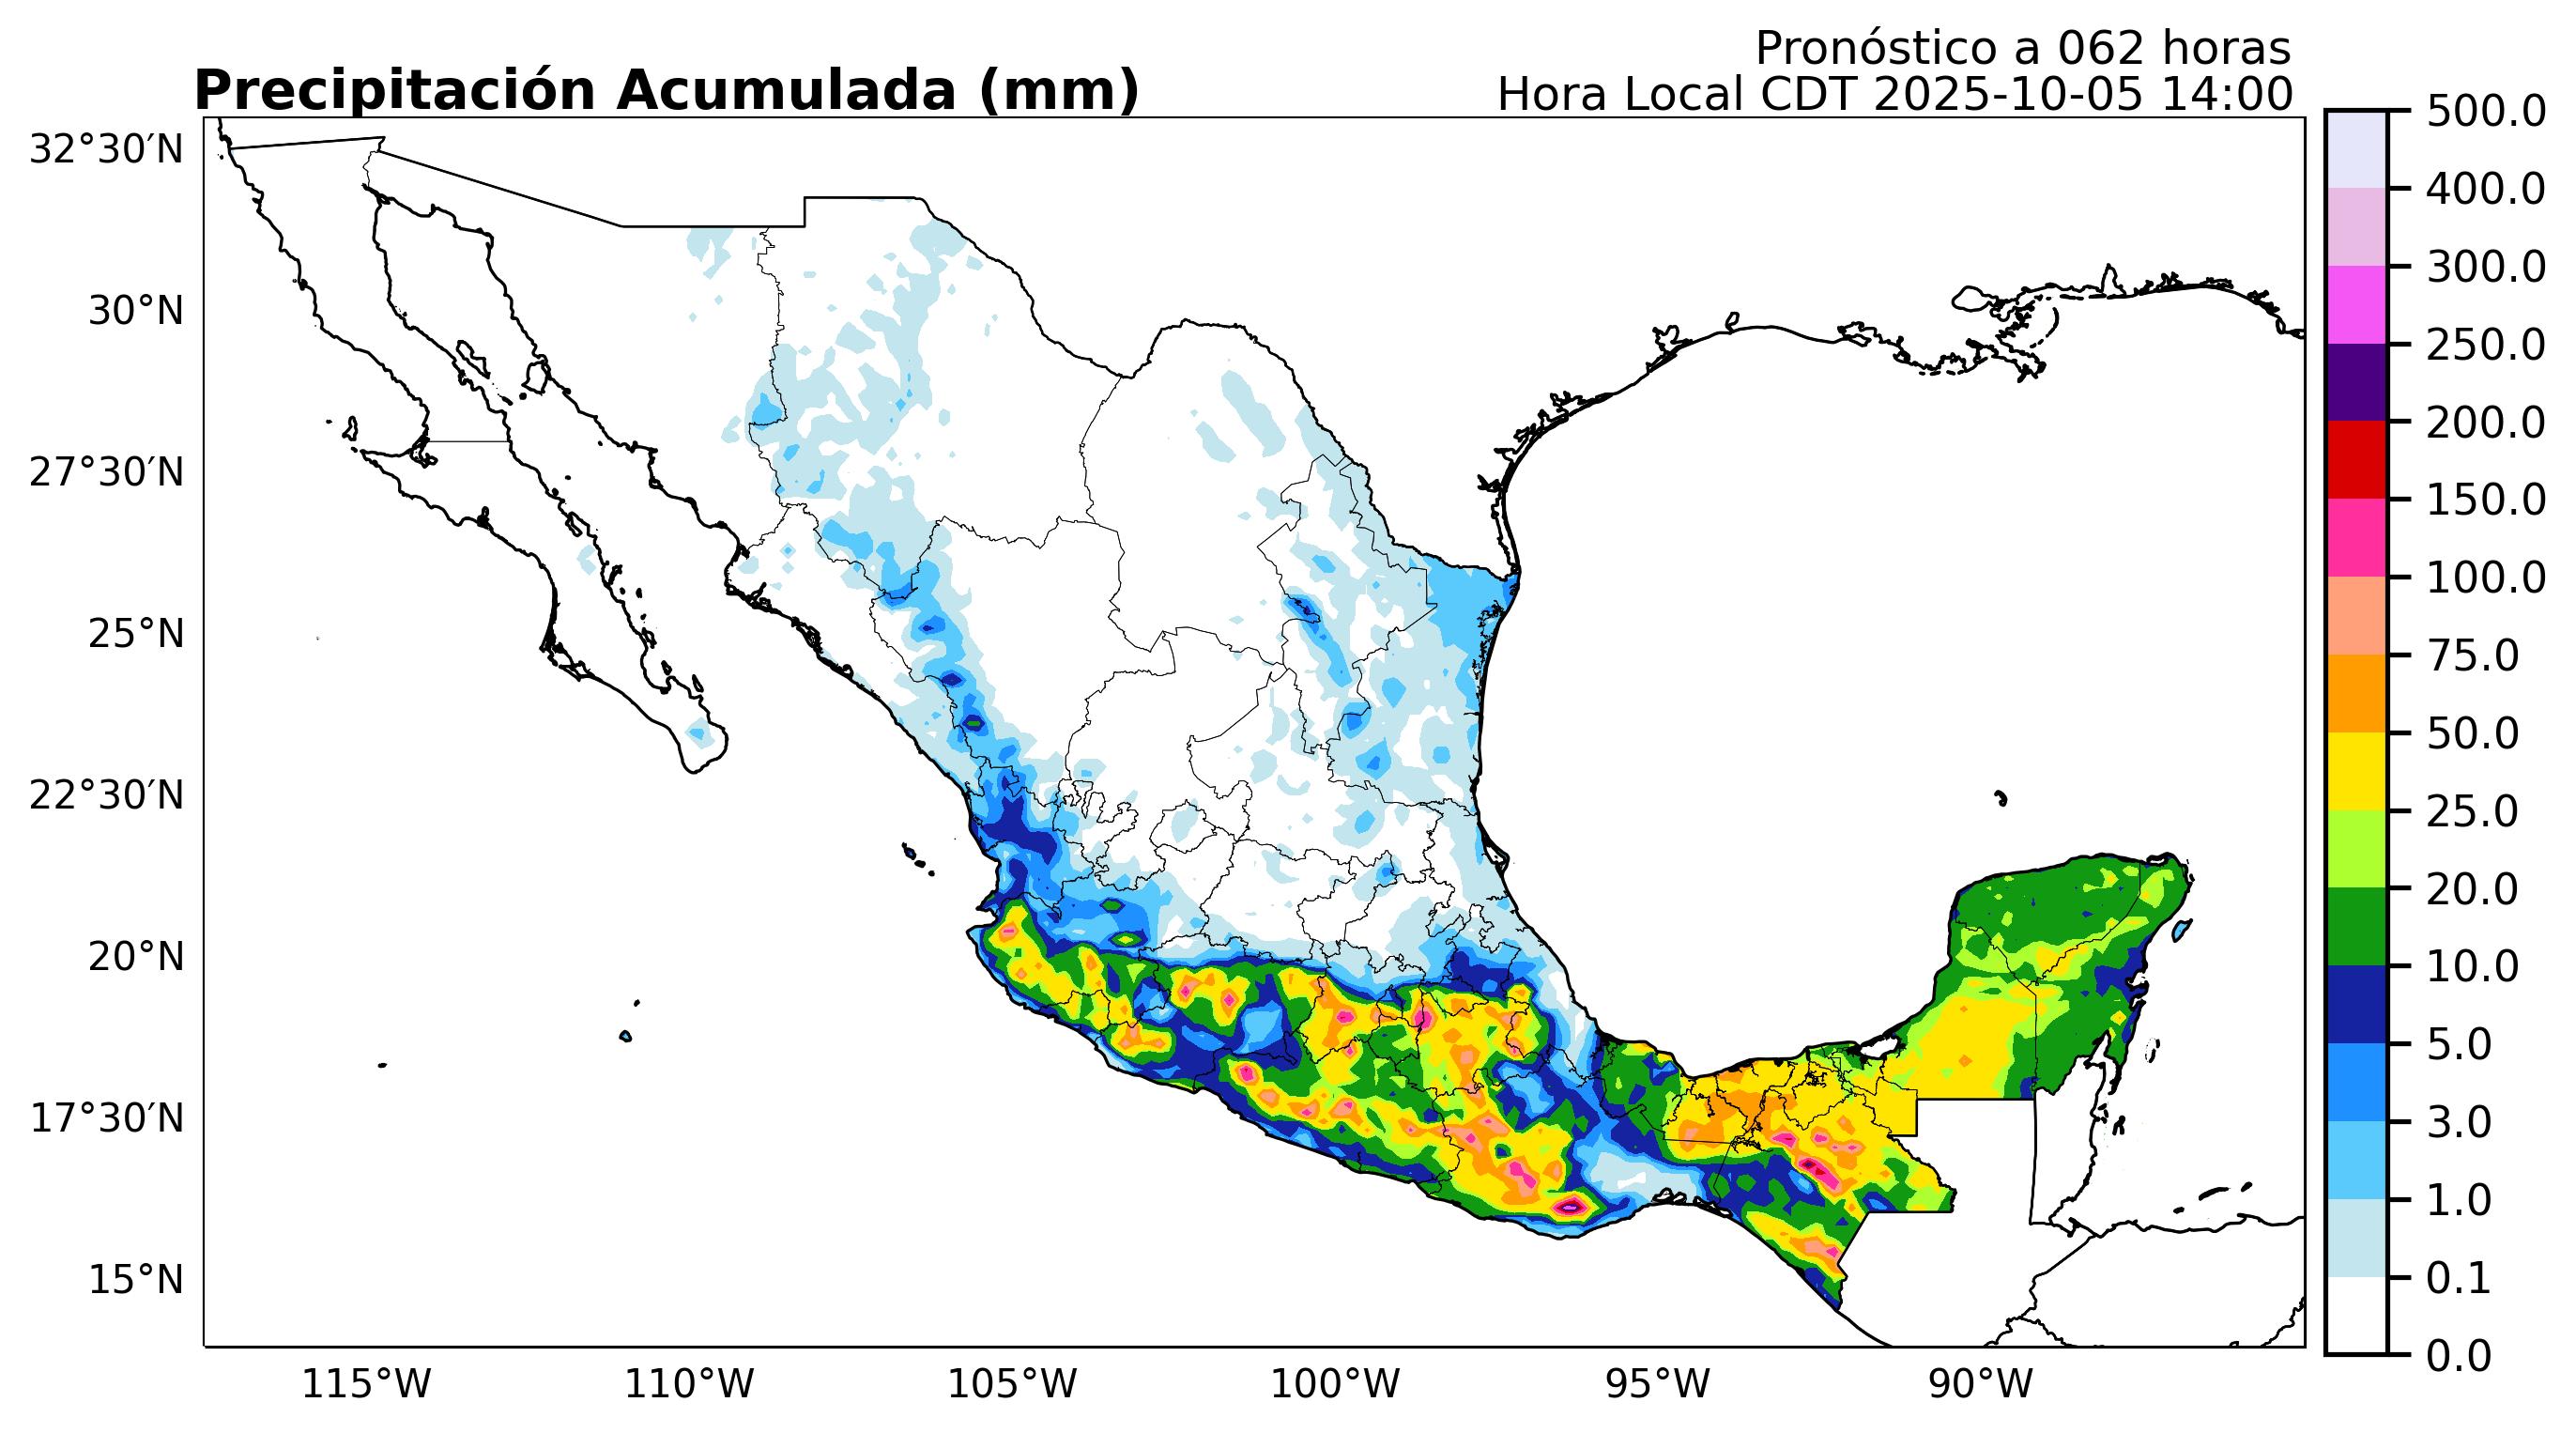 Pronóstico a 062 horas
Precipitación Acumulada (mm)
Hora Local CDT 2025-10-05 14:00
32°30′N
30°N
27°30′N
25°N
22°30′N
20°N
17°30′N
15°N
115°W
110°W
105°W
100°W
95°W
90°W
500.0
400.0
300.0
250.0
200.0
150.0
100.0
75.0
50.0
25.0
20.0
10.0
5.0
3.0
1.0
0.1
0.0